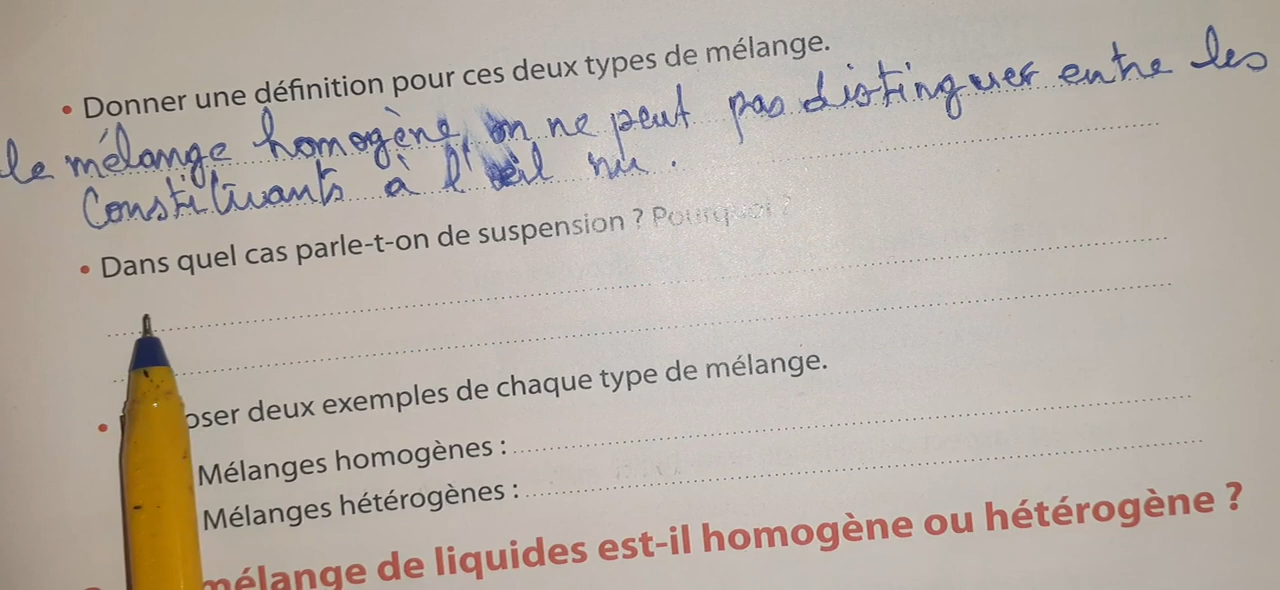 • Donner une définition pour ces deux types de mélange.
le mélange homogène, on ne peut pas distinguer entre les
Constituants à l'œil nu.
• Dans quel cas parle-t-on de suspension ? Pourquoi ?
• oser deux exemples de chaque type de mélange.
Mélanges homogènes :
Mélanges hétérogènes :
mélange de liquides est-il homogène ou hétérogène ?